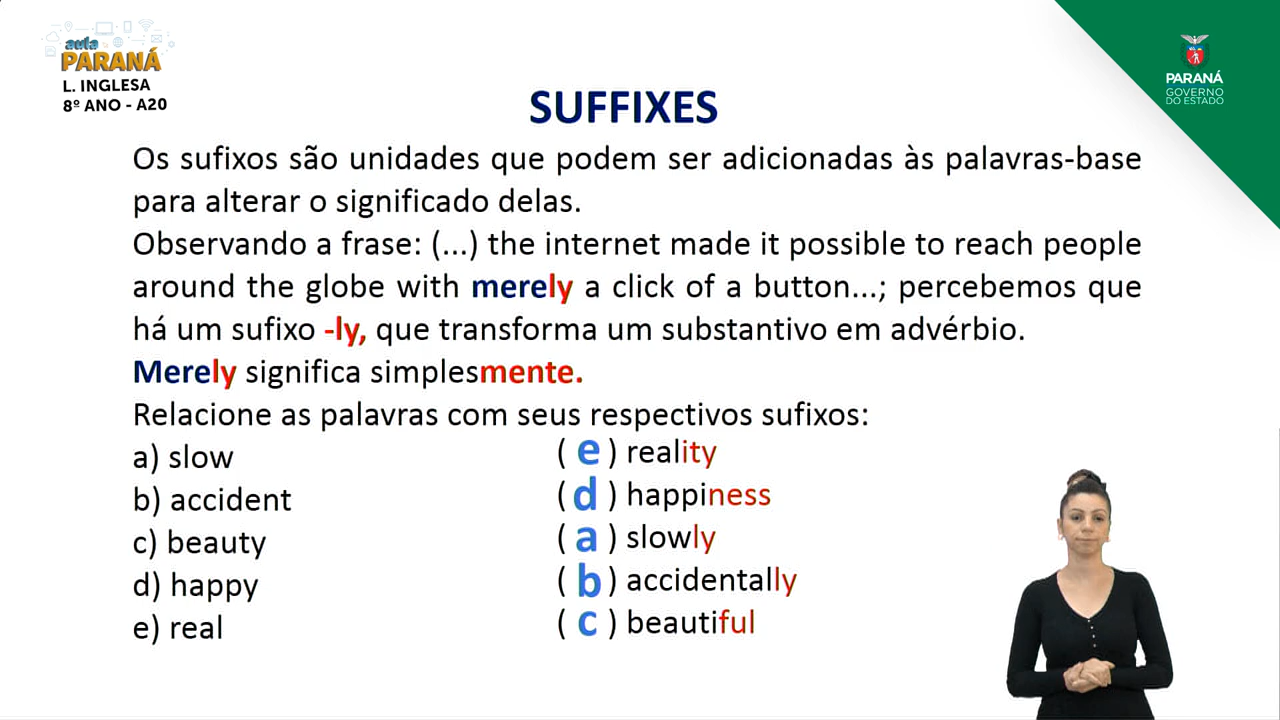 aula
PARANÁ
L. INGLESA
8º ANO - A20
PARANÁ
GOVERNO
DO ESTADO
SUFFIXES
Os sufixos são unidades que podem ser adicionadas às palavras-base
para alterar o significado delas.
Observando a frase: (...) the internet made it possible to reach people
around the globe with merely a click of a button...; percebemos que
há um sufixo -ly, que transforma um substantivo em advérbio.
Merely significa simplesmente.
Relacione as palavras com seus respectivos sufixos:
a) slow
b) accident
c) beauty
d) happy
e) real
( e ) reality
( d ) happiness
( a ) slowly
( b ) accidentally
( c ) beautiful